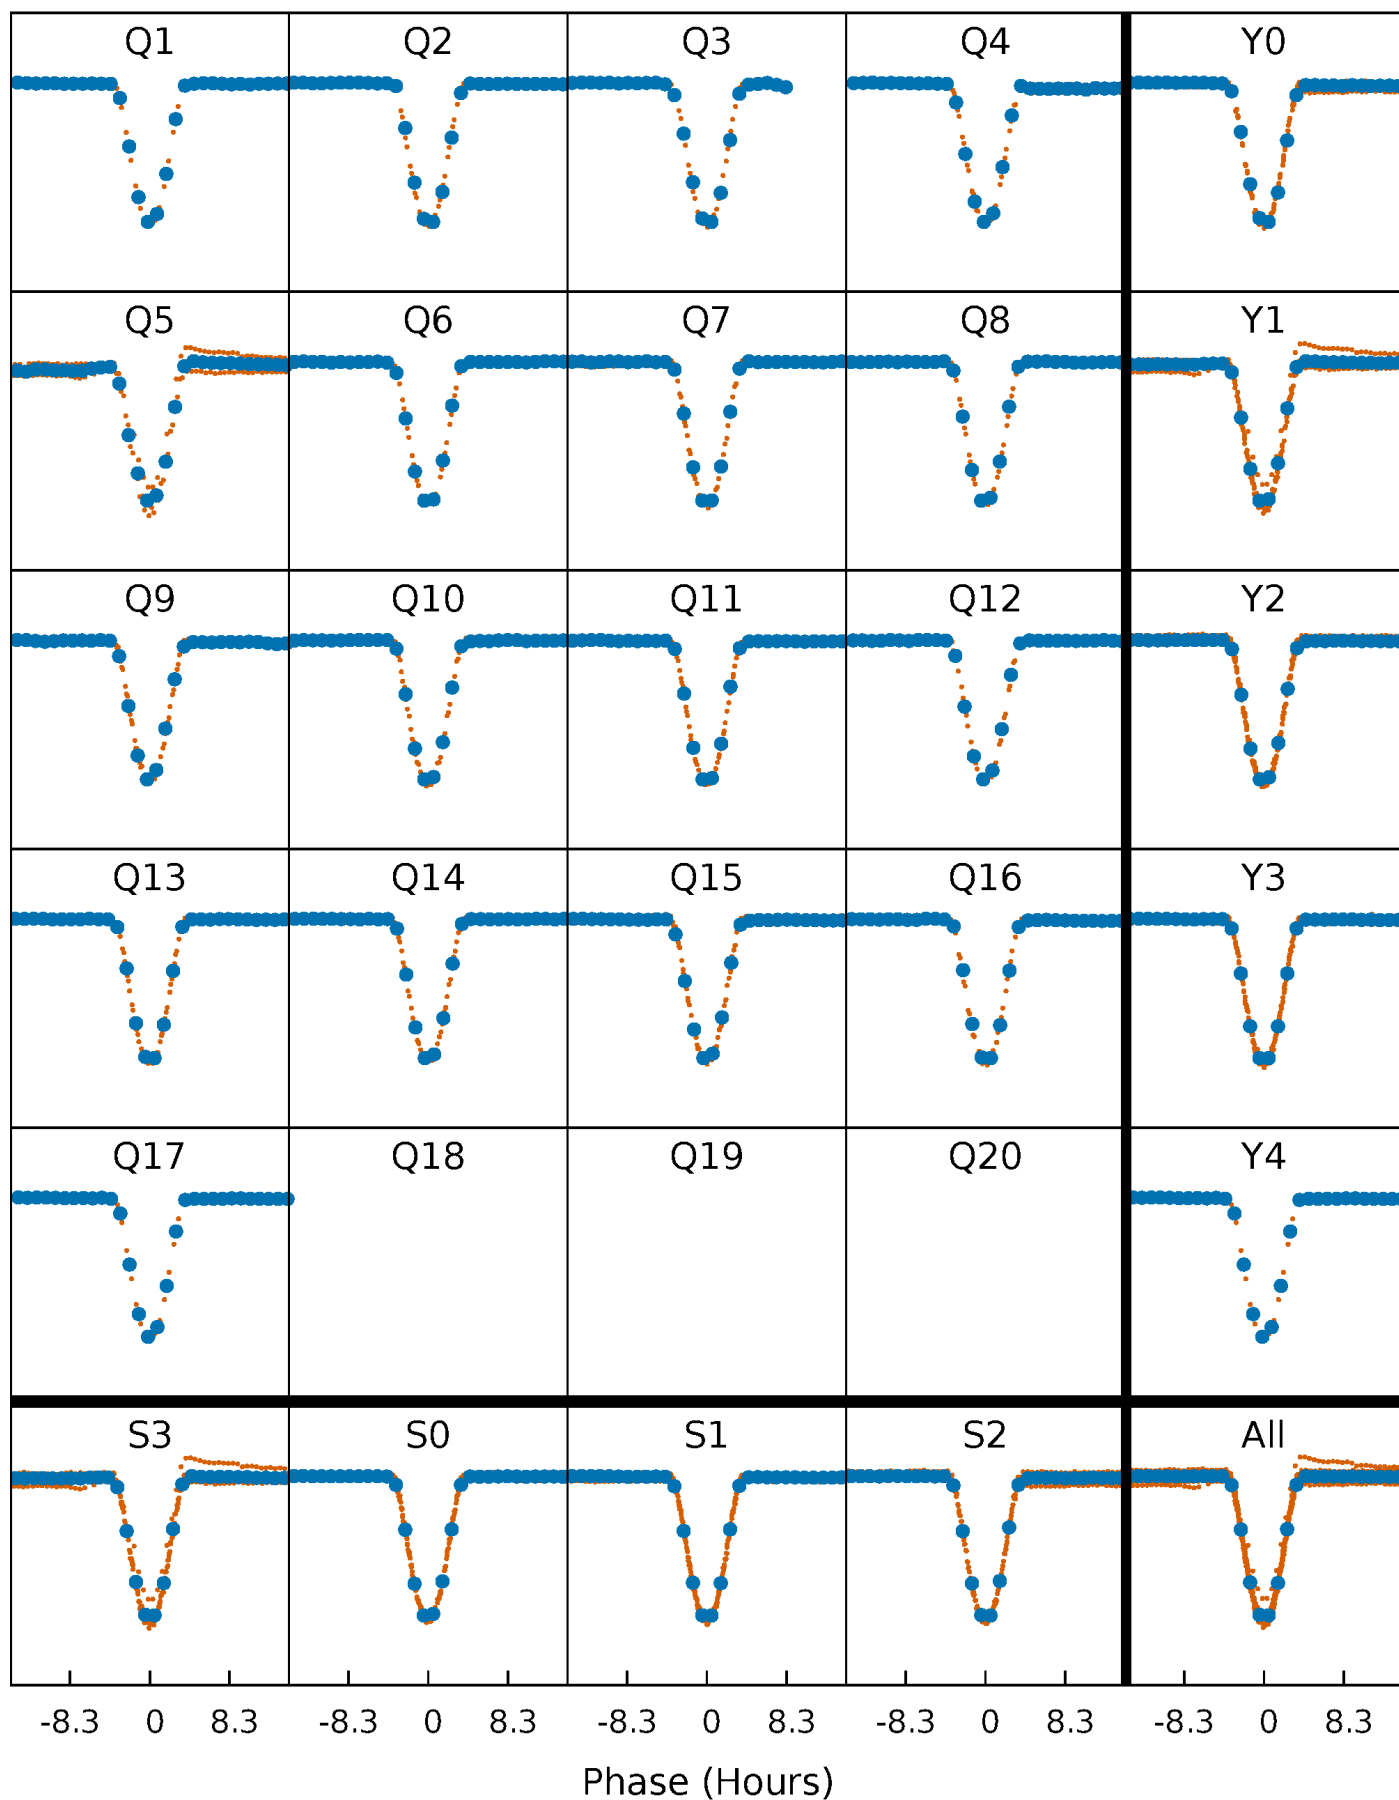 Q1 Q2 Q3 Q4 Y0
Q5 Q6 Q7 Q8 Y1
Q9 Q10 Q11 Q12 Y2
Q13 Q14 Q15 Q16 Y3
Q17 Q18 Q19 Q20 Y4
S3 S0 S1 S2 All
-8.3 0 8.3 -8.3 0 8.3 -8.3 0 8.3 -8.3 0 8.3 -8.3 0 8.3
Phase (Hours)